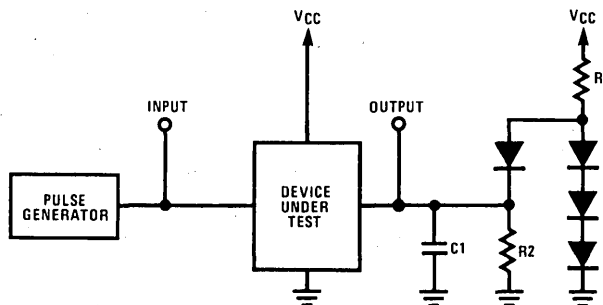 VCC
VCC
R
INPUT
OUTPUT
PULSE
GENERATOR
DEVICE
UNDER
TEST
C1
R2